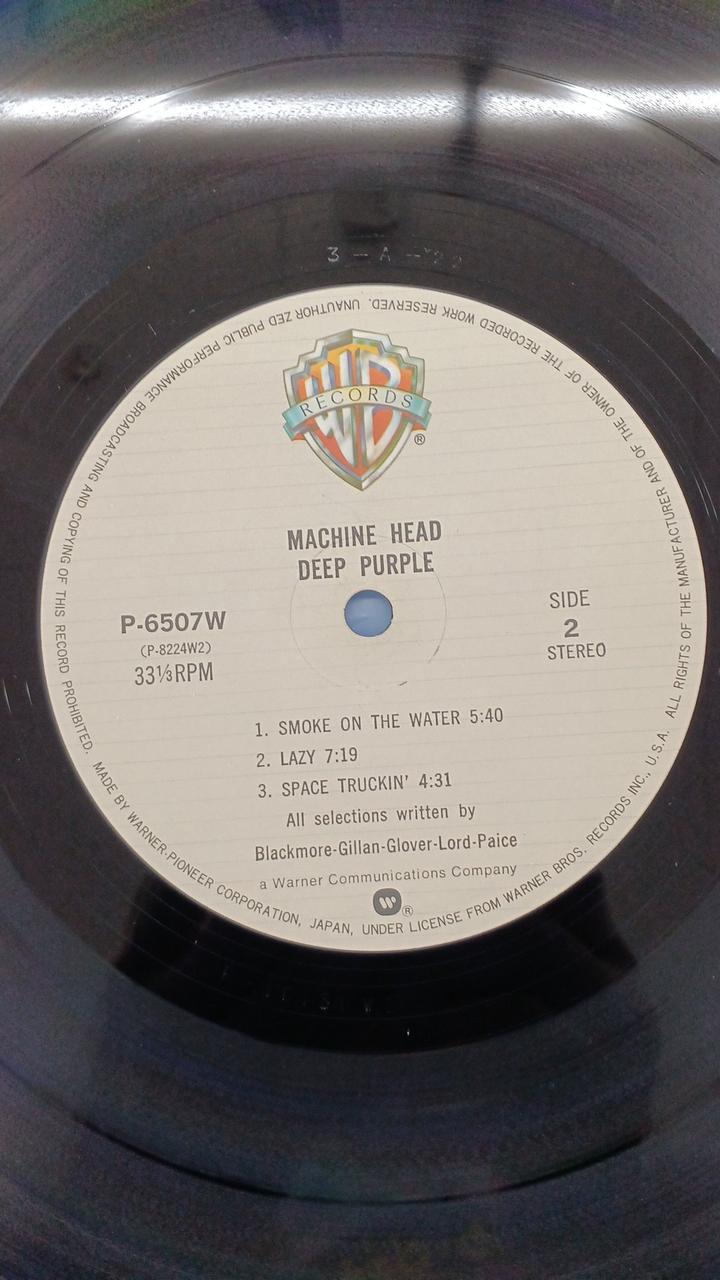 3 - A -
WB
RECORDS
®
MACHINE HEAD
DEEP PURPLE
P-6507W
(P-8224W2)
33⅓RPM
SIDE
2
STEREO
1. SMOKE ON THE WATER 5:40
2. LAZY 7:19
3. SPACE TRUCKIN' 4:31
All selections written by
Blackmore-Gillan-Glover-Lord-Paice
a Warner Communications Company
W®
MADE BY WARNER-PIONEER CORPORATION, JAPAN, UNDER LICENSE FROM WARNER BROS. RECORDS INC., U.S.A. ALL RIGHTS OF THE MANUFACTURER AND OF THE OWNER OF THE RECORDED WORK RESERVED. UNAUTHOR ZED PUBLIC PERFORMANCE BROADCASTING AND COPYING OF THIS RECORD PROHIBITED.